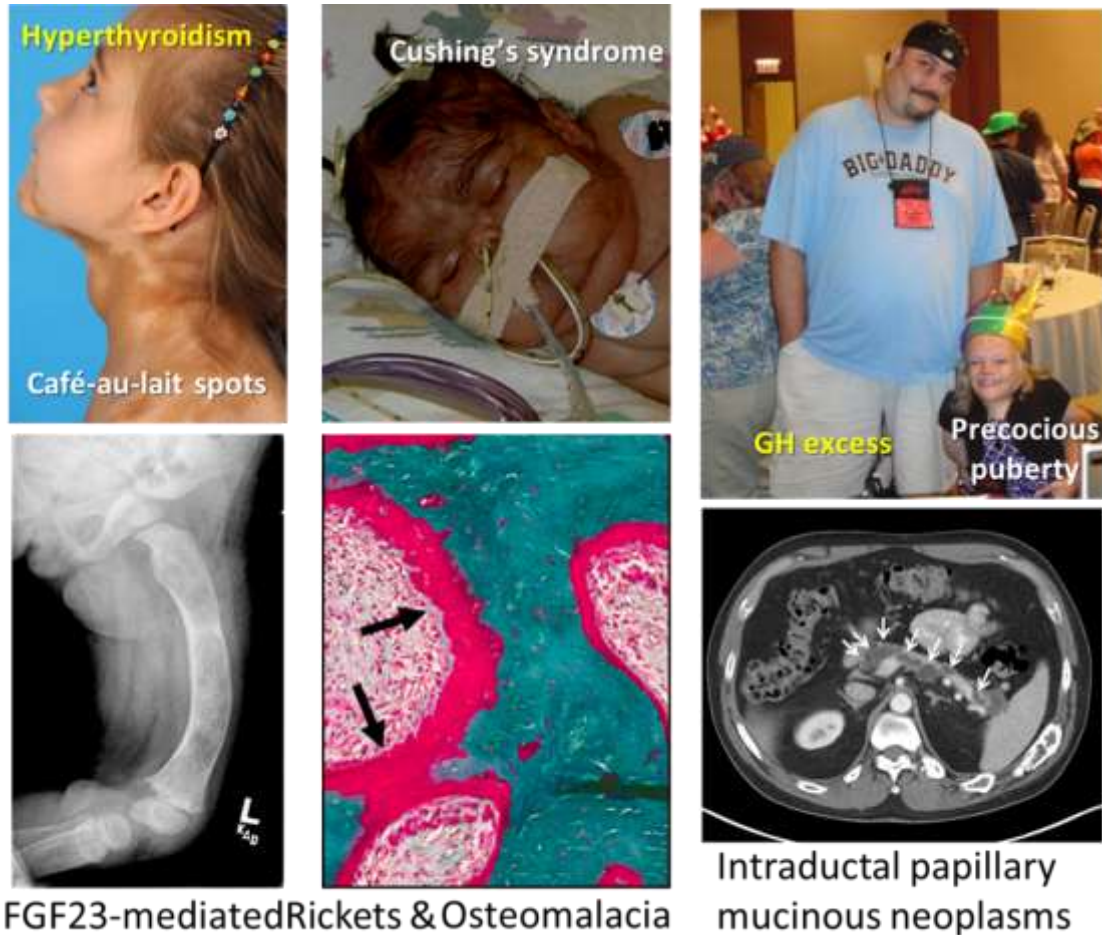 Hyperthyroidism
Café-au-lait spots
Cushing's syndrome
BIG DADDY
GH excess
Precocious
puberty
L
FGF23-mediatedRickets & Osteomalacia
Intraductal papillary
mucinous neoplasms